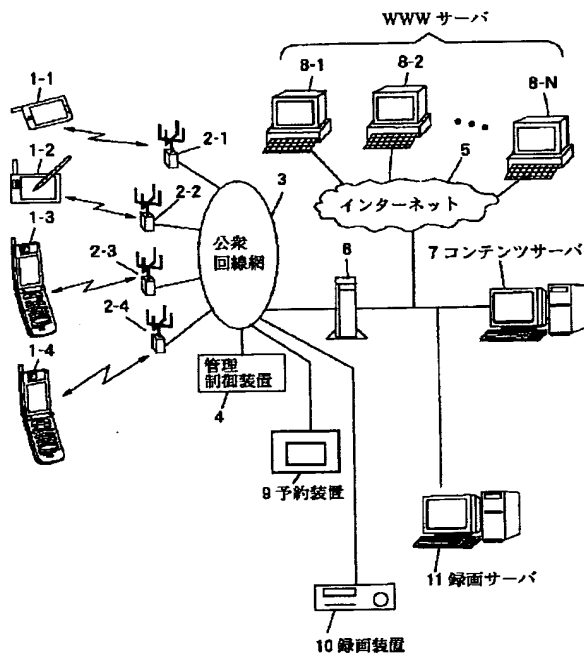 WWW サーバ
8-1
8-2
8-N
1-1
2-1
1-2
2-2
5
インターネット
3
1-3
2-3
公衆
回線網
6
7 コンテンツサーバ
2-4
1-4
管理
制御装置
4
9 予約装置
11 録画サーバ
10 録画装置